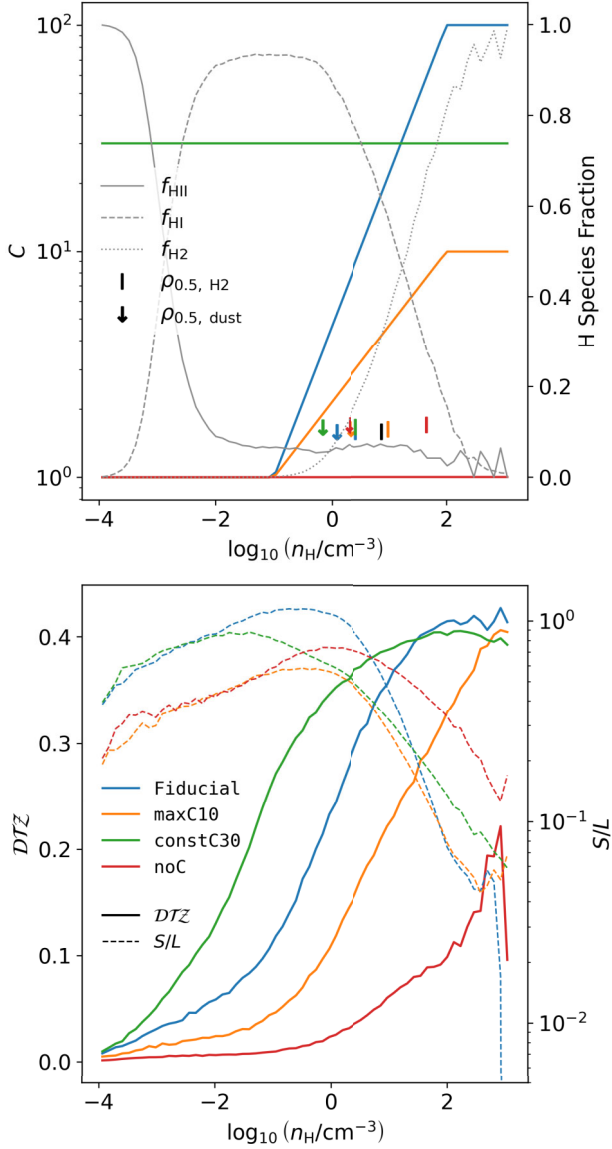 10²
10¹
10⁰
C
1.0
0.8
0.6
0.4
0.2
0.0
H Species Fraction
f_HII
f_HI
f_H2
ρ_0.5, H2
ρ_0.5, dust
−4 −2 0 2 4
log₁₀ (n_H/cm⁻³)
0.4
0.3
0.2
0.1
0.0
𝒟𝒯𝒵
10⁰
10⁻¹
10⁻²
S/L
Fiducial
maxC10
constC30
noC
𝒟𝒯𝒵
S/L
−4 −2 0 2 4
log₁₀ (n_H/cm⁻³)